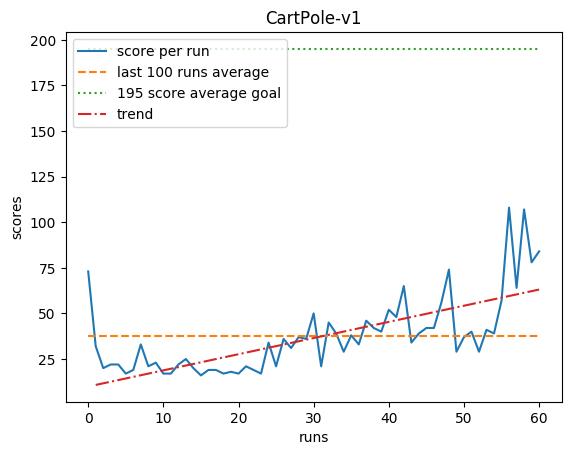 CartPole-v1
200
175
150
125
100
75
50
25
scores
score per run
last 100 runs average
195 score average goal
trend
0
10
20
30
40
50
60
runs